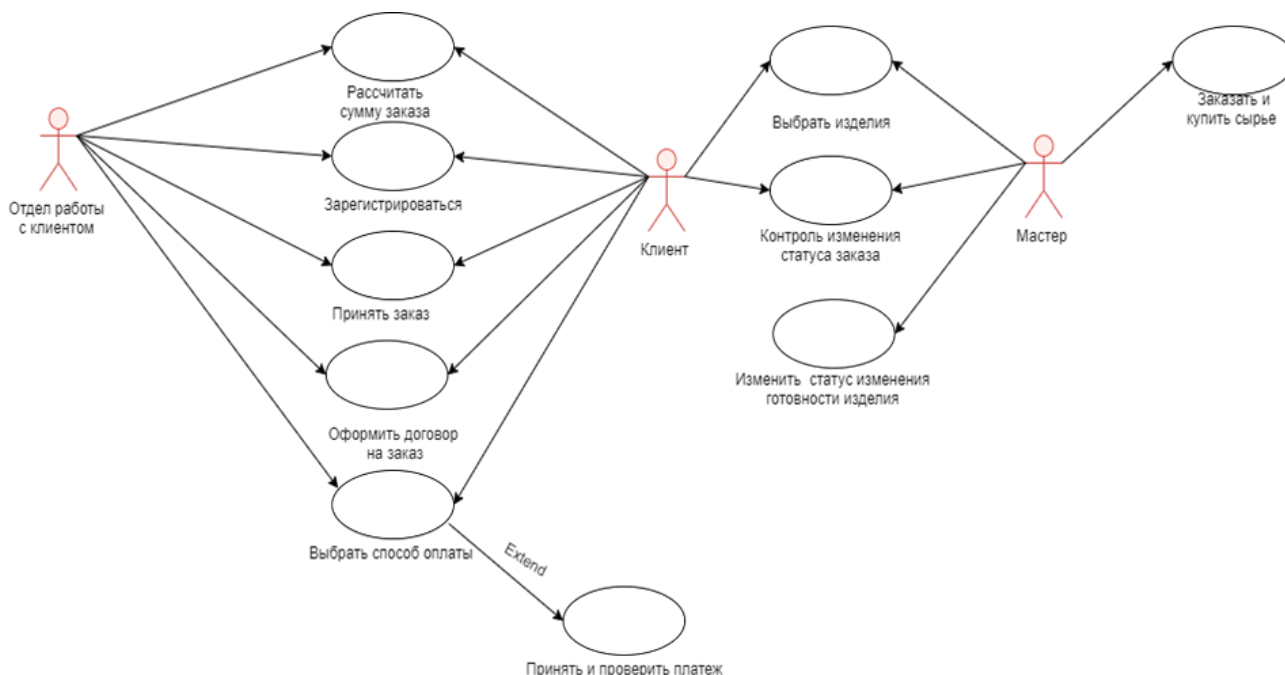 Рассчитать
сумму заказа
Выбрать изделия
Заказать и
купить сырье
Отдел работы
с клиентом
Зарегистрироваться
Клиент
Контроль изменения
статуса заказа
Мастер
Принять заказ
Изменить статус изменения
готовности изделия
Оформить договор
на заказ
Выбрать способ оплаты
Extend
Принять и проверить платеж